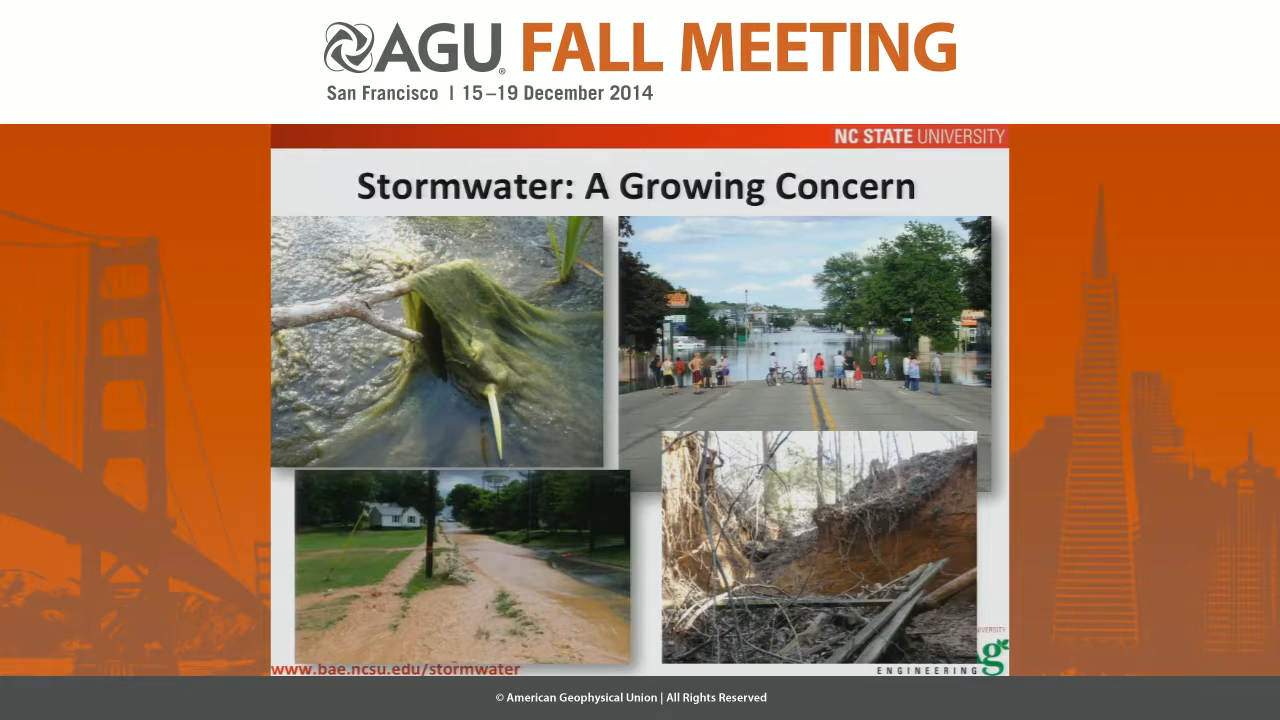 AGU® FALL MEETING
San Francisco | 15–19 December 2014
NC STATE UNIVERSITY
Stormwater: A Growing Concern
www.bae.ncsu.edu/stormwater
IVERSITY
ENGINEERING
© American Geophysical Union | All Rights Reserved